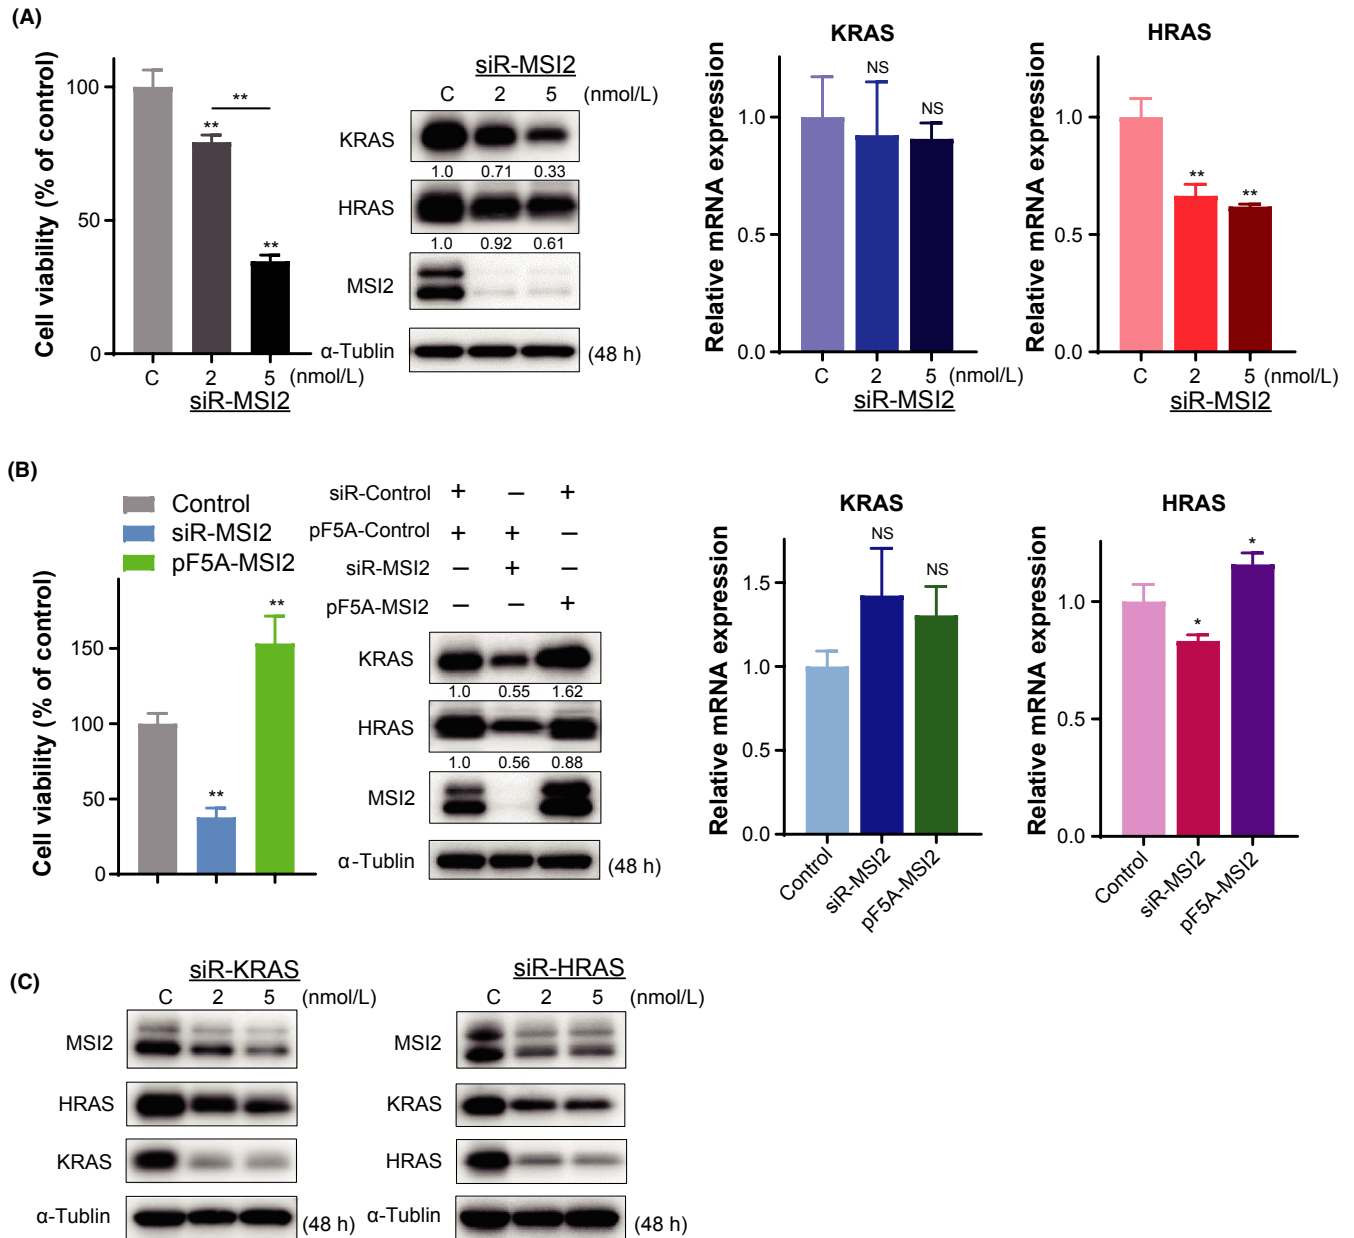 (A)
Cell viability (% of control)
100
50
0
**
**
**
C 2 5 (nmol/L)
siR-MSI2
siR-MSI2
C 2 5 (nmol/L)
KRAS
1.0 0.71 0.33
HRAS
1.0 0.92 0.61
MSI2
α-Tublin (48 h)
KRAS
Relative mRNA expression
1.0
0.5
0.0
NS
NS
C 2 5 (nmol/L)
siR-MSI2
HRAS
Relative mRNA expression
1.0
0.5
0.0
**
**
C 2 5 (nmol/L)
siR-MSI2
(B)
Control
siR-MSI2
pF5A-MSI2
Cell viability (% of control)
150
100
50
0
**
**
siR-Control + – +
pF5A-Control + + –
siR-MSI2 – + 
pF5A-MSI2 – – +
KRAS
1.0 0.55 1.62
HRAS
1.0 0.56 0.88
MSI2
α-Tublin (48 h)
KRAS
Relative mRNA expression
1.5
1.0
0.5
0.0
NS
NS
Control
siR-MSI2
pF5A-MSI2
HRAS
Relative mRNA expression
1.0
0.5
0.0
*
*
Control
siR-MSI2
pF5A-MSI2
(C)
siR-KRAS
C 2 5 (nmol/L)
MSI2
HRAS
KRAS
α-Tublin (48 h)
siR-HRAS
C 2 5 (nmol/L)
MSI2
KRAS
HRAS
α-Tublin (48 h)